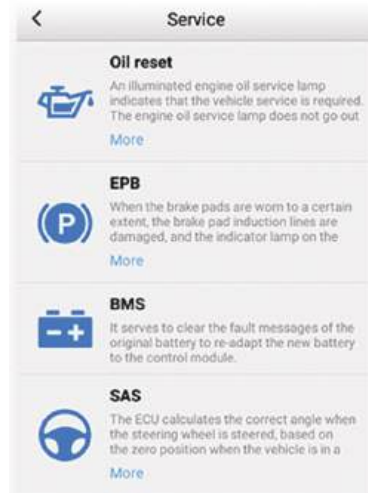 Service
Oil reset
An illuminated engine oil service lamp
indicates that the vehicle service is required.
The engine oil service lamp does not go out
More
EPB
When the brake pads are worn to a certain
extent, the brake pad induction lines are
damaged, and the indicator lamp on the
More
P
BMS
It serves to clear the fault messages of the
original battery to re-adapt the new battery
to the control module.
SAS
The ECU calculates the correct angle when
the steering wheel is steered, based on
the zero position when the vehicle is in a
More